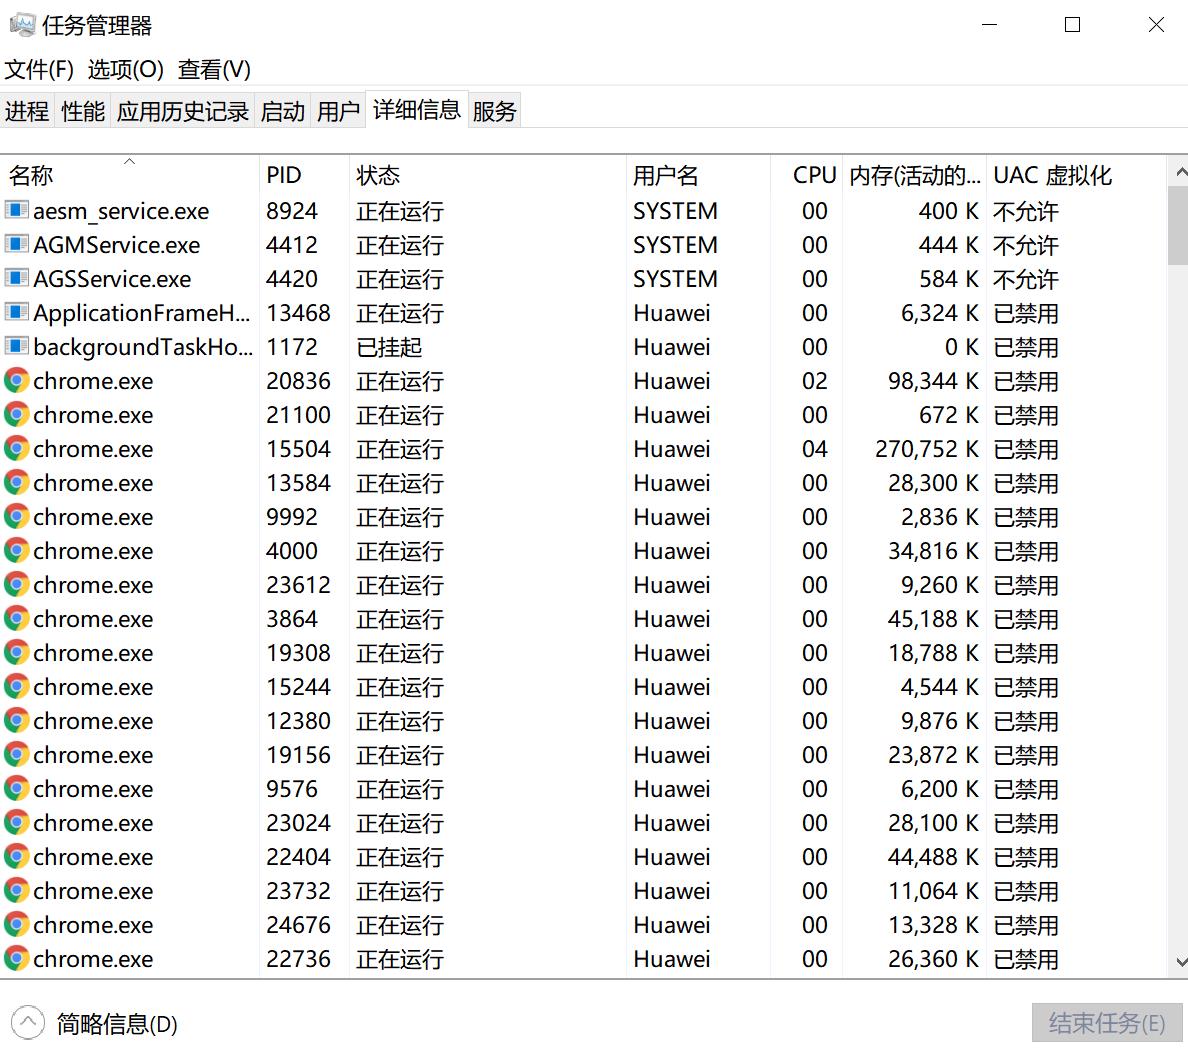 任务管理器
文件(F) 选项(O) 查看(V)
进程 性能 应用历史记录 启动 用户 详细信息 服务
名称 PID 状态 用户名 CPU 内存(活动的... UAC 虚拟化
aesm_service.exe 8924 正在运行 SYSTEM 00 400 K 不允许
AGMService.exe 4412 正在运行 SYSTEM 00 444 K 不允许
AGSService.exe 4420 正在运行 SYSTEM 00 584 K 不允许
ApplicationFrameH... 13468 正在运行 Huawei 00 6,324 K 已禁用
backgroundTaskHo... 1172 已挂起 Huawei 00 0 K 已禁用
chrome.exe 20836 正在运行 Huawei 02 98,344 K 已禁用
chrome.exe 21100 正在运行 Huawei 00 672 K 已禁用
chrome.exe 15504 正在运行 Huawei 04 270,752 K 已禁用
chrome.exe 13584 正在运行 Huawei 00 28,300 K 已禁用
chrome.exe 9992 正在运行 Huawei 00 2,836 K 已禁用
chrome.exe 4000 正在运行 Huawei 00 34,816 K 已禁用
chrome.exe 23612 正在运行 Huawei 00 9,260 K 已禁用
chrome.exe 3864 正在运行 Huawei 00 45,188 K 已禁用
chrome.exe 19308 正在运行 Huawei 00 18,788 K 已禁用
chrome.exe 15244 正在运行 Huawei 00 4,544 K 已禁用
chrome.exe 12380 正在运行 Huawei 00 9,876 K 已禁用
chrome.exe 19156 正在运行 Huawei 00 23,872 K 已禁用
chrome.exe 9576 正在运行 Huawei 00 6,200 K 已禁用
chrome.exe 23024 正在运行 Huawei 00 28,100 K 已禁用
chrome.exe 22404 正在运行 Huawei 00 44,488 K 已禁用
chrome.exe 23732 正在运行 Huawei 00 11,064 K 已禁用
chrome.exe 24676 正在运行 Huawei 00 13,328 K 已禁用
chrome.exe 22736 正在运行 Huawei 00 26,360 K 已禁用
简略信息(D) 结束任务(E)